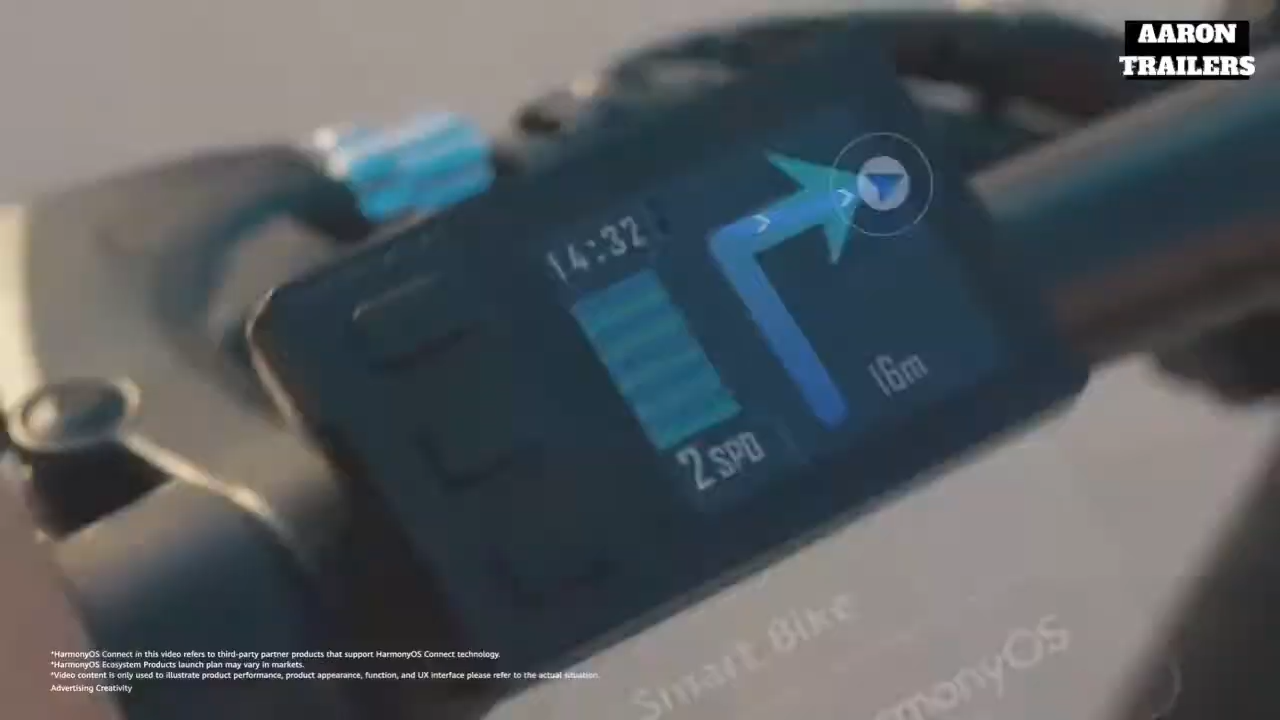 AARON
TRAILERS
14:32
16m
2 SPD
Smart Bike
monyOS
*HarmonyOS Connect in this video refers to third-party partner products that support HarmonyOS Connect technology.
*HarmonyOS Ecosystem Products launch plan may vary in markets.
*Video content is only used to illustrate product performance, product appearance, function, and UX interface please refer to the actual situation.
Advertising Creativity